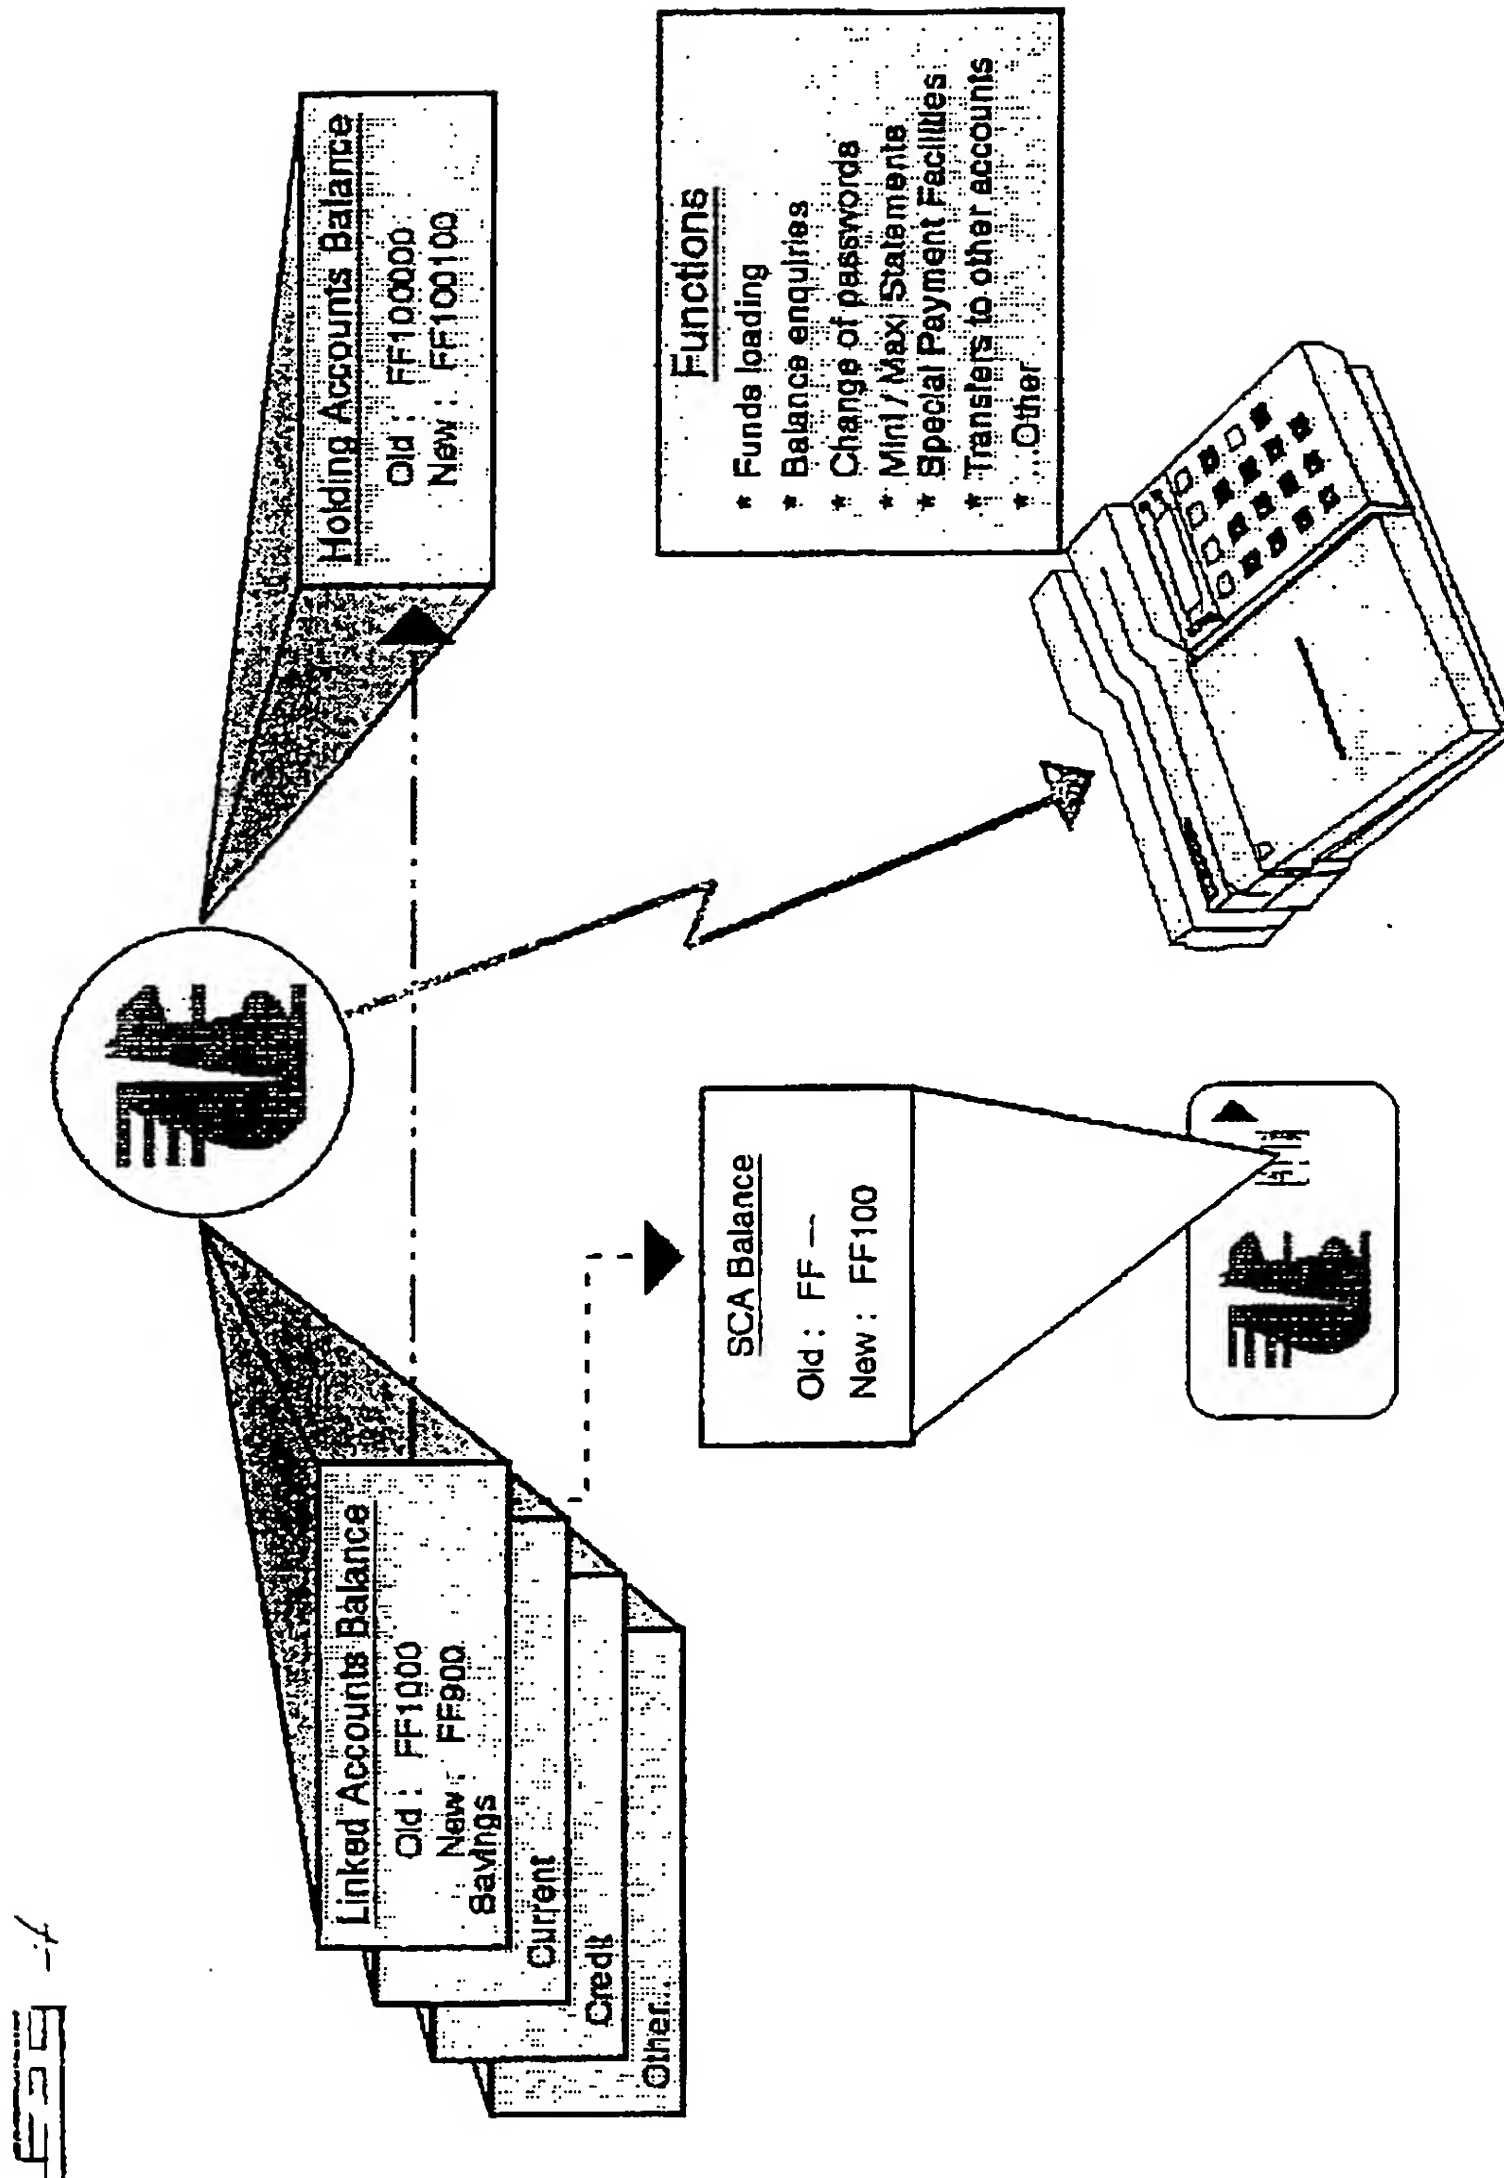 Linked Accounts Balance
Old : FF1000
New : FF900
Savings
Current
Credit
Other...
Holding Accounts Balance
Old : FF100000
New : FF100100
SCA Balance
Old : FF —
New : FF100
Functions
* Funds loading
* Balance enquiries
* Change of passwords
* Mini / Maxi Statements
* Special Payment Facilities
* Transfers to other accounts
* ...Other